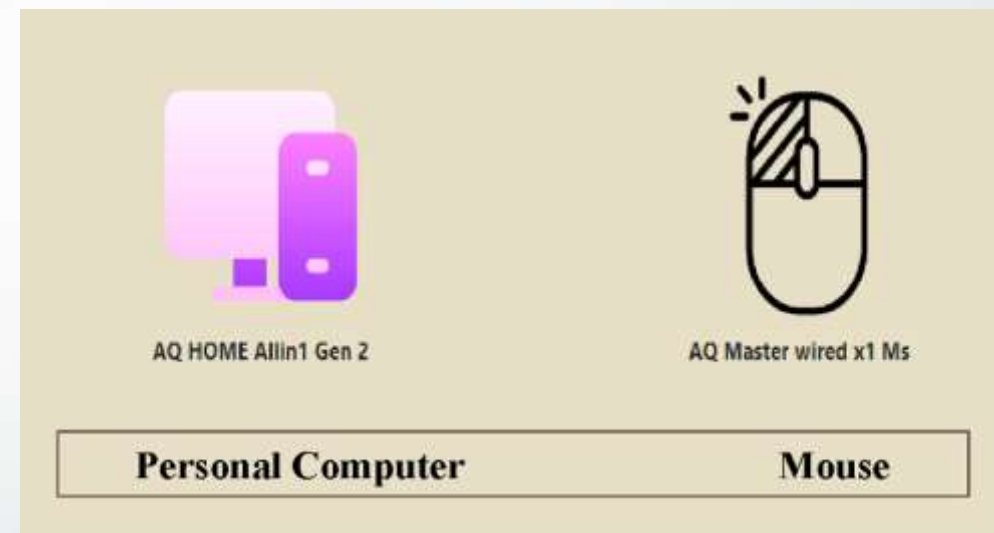 AQ HOME Allin1 Gen 2
AQ Master wired x1 Ms
Personal Computer
Mouse